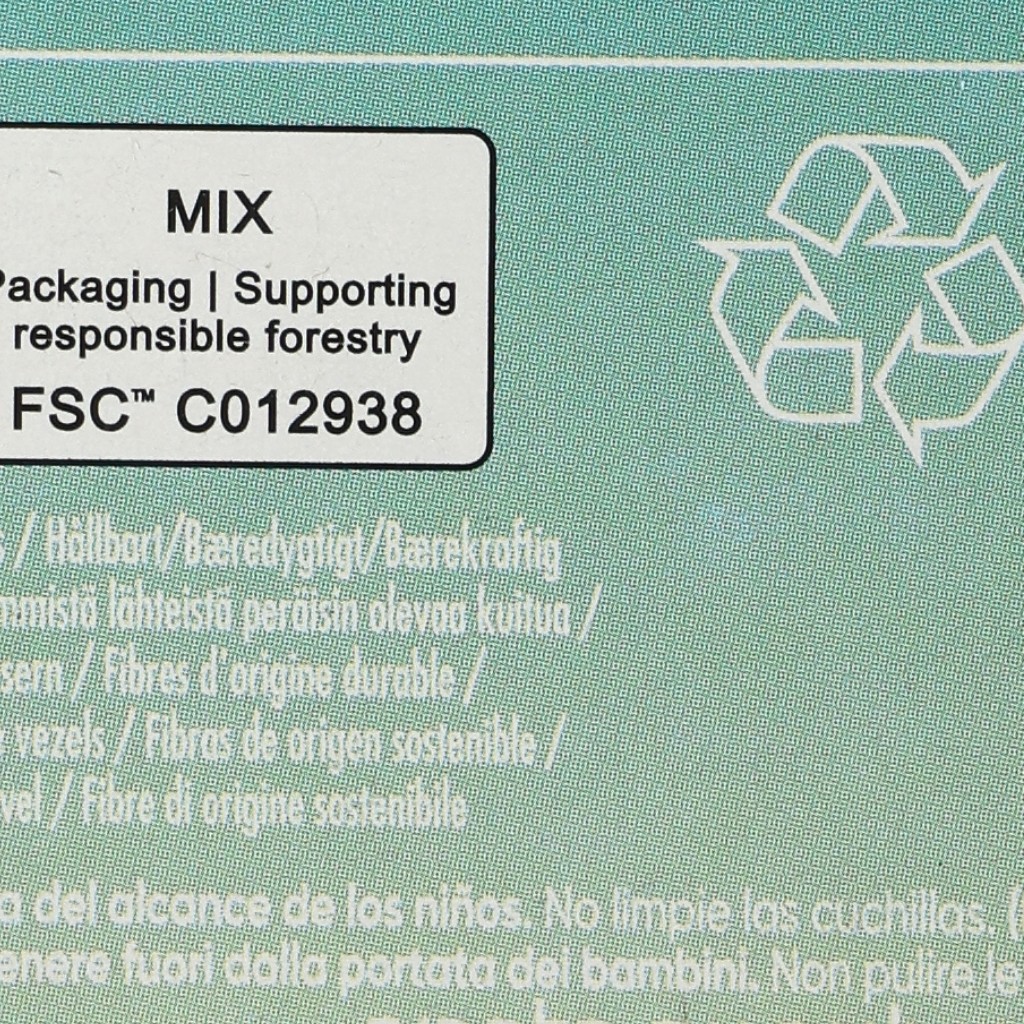 MIX
Packaging | Supporting
responsible forestry
FSC™ C012938
/ Hållbart/Bæredygtigt/Bærekraftig
lähteistä peräisin olevaa kuitua /
/ Fibres d'origine durable /
vezels / Fibras de origen sostenible /
/ Fibre di origine sostenibile
del alcance de los niños. No limpie las cuchillas. (
fuori dalla portata dei bambini. Non pulire le